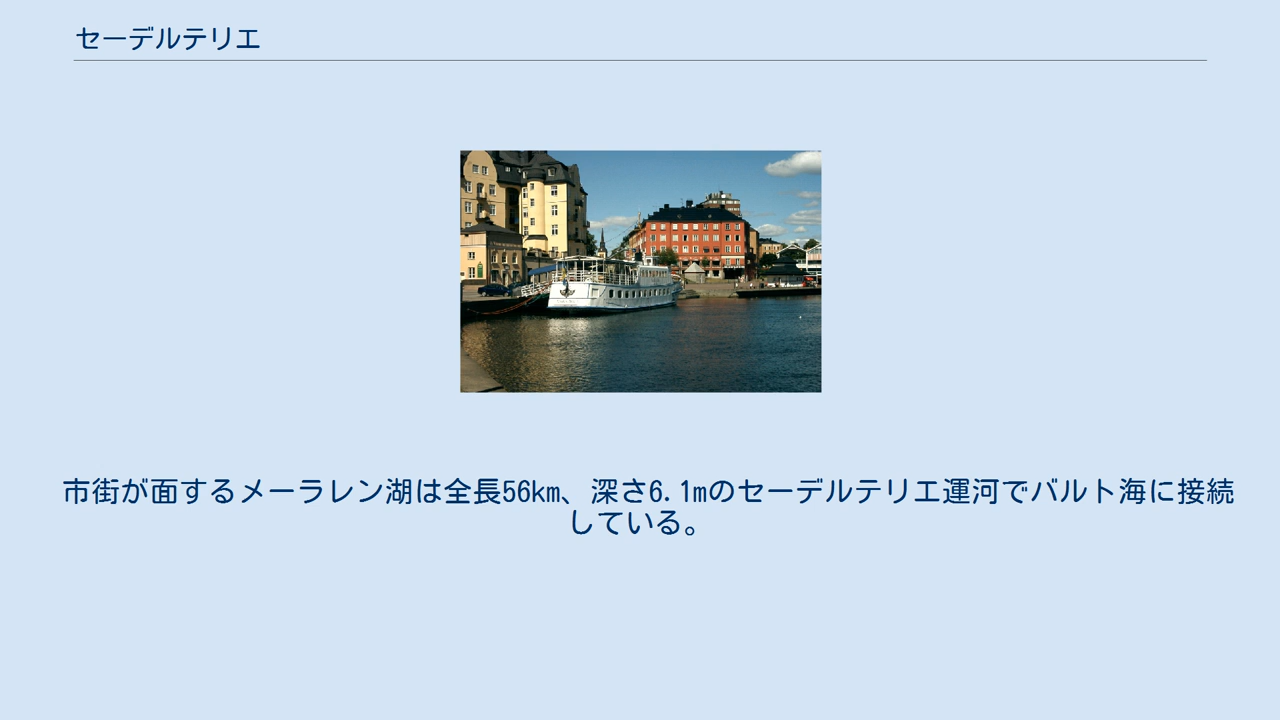 セーデルテリエ
市街が面するメーラレン湖は全長56km、深さ6.1mのセーデルテリエ運河でバルト海に接続
している。